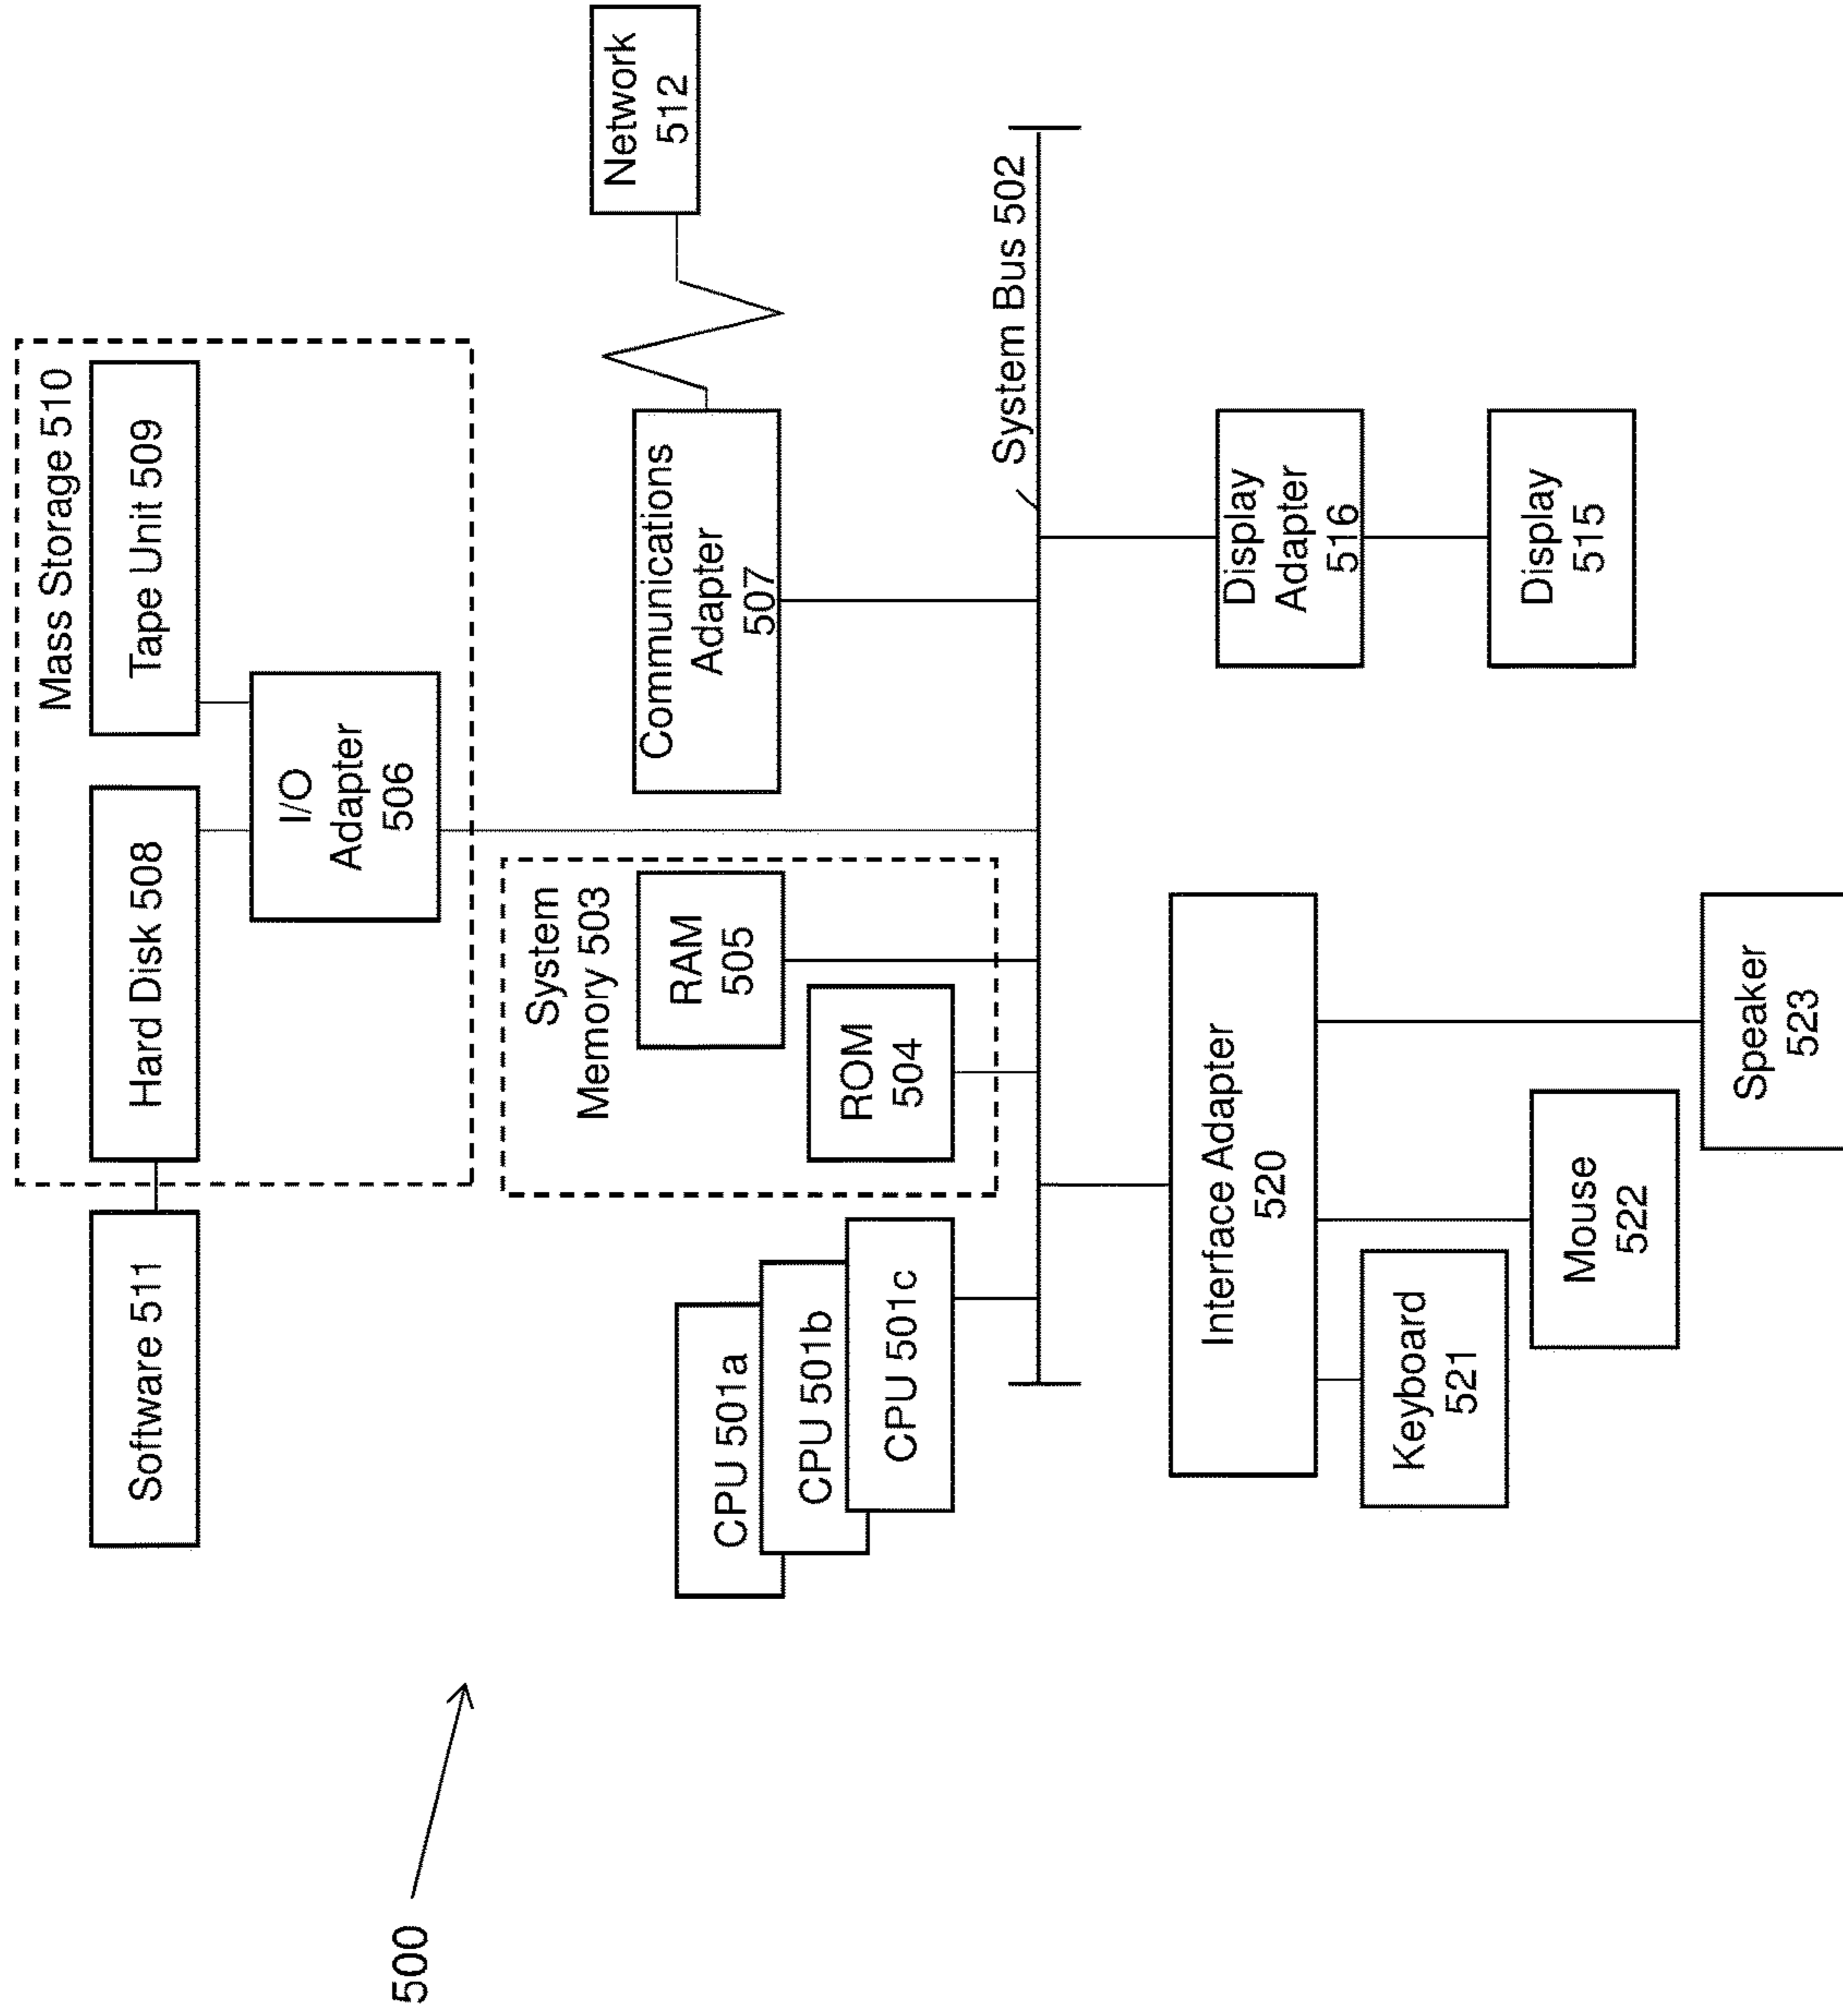 500
Software 511
Hard Disk 508
Mass Storage 510
Tape Unit 509
I/O
Adapter
506
System
Memory 503
RAM
505
ROM
504
CPU 501a
CPU 501b
CPU 501c
Communications
Adapter
507
Network
512
System Bus 502
Interface Adapter
520
Keyboard
521
Mouse
522
Speaker
523
Display
Adapter
516
Display
515